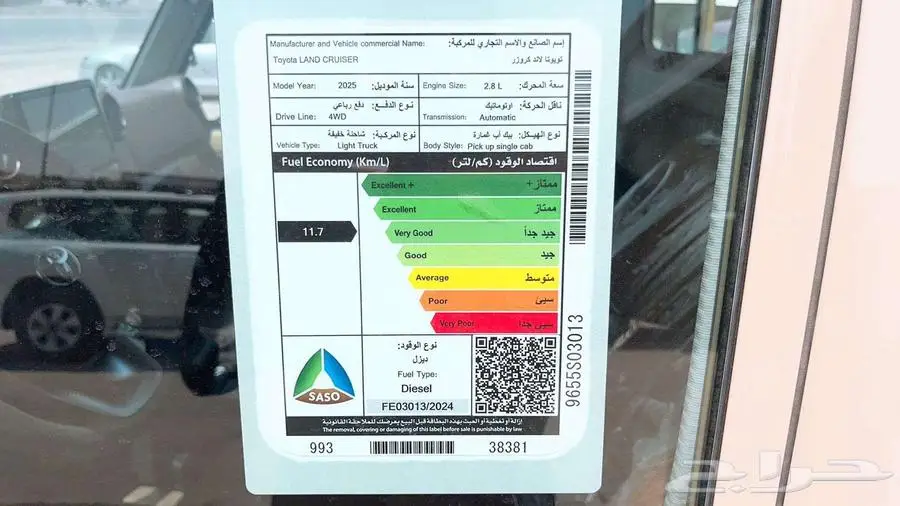 Manufacturer and Vehicle commercial Name: إسم الصانع والاسم التجاري للمركبة:
Toyota LAND CRUISER تويوتا لاند كروزر
Model Year: 2025 سنة الموديل: Engine Size: 2.8 L سعة المحرك:
نوع الدفع: دفع رباعي ناقل الحركة: اوتوماتيك
Drive Line: 4WD Transmission: Automatic
نوع المركبة: شاحنة خفيفة نوع الهيكل: بيك أب غمارة
Vehicle Type: Light Truck Body Style: Pick up single cab
Fuel Economy (Km/L) اقتصاد الوقود (كم/لتر)
Excellent + ممتاز+
Excellent ممتاز
11.7 Very Good جيد جداً
Good جيد
Average متوسط
Poor سيئ
Very Poor سيئ جدا
نوع الوقود:
ديزل
Fuel Type:
Diesel
FE03013/2024
SASO
إزالة أو تغطية أو العبث بهذه البطاقة قبل البيع يعرضك للملاحقة القانونية
The removal, covering or damaging of this label before sale is punishable by law
993 38381
9655S03013
حراج